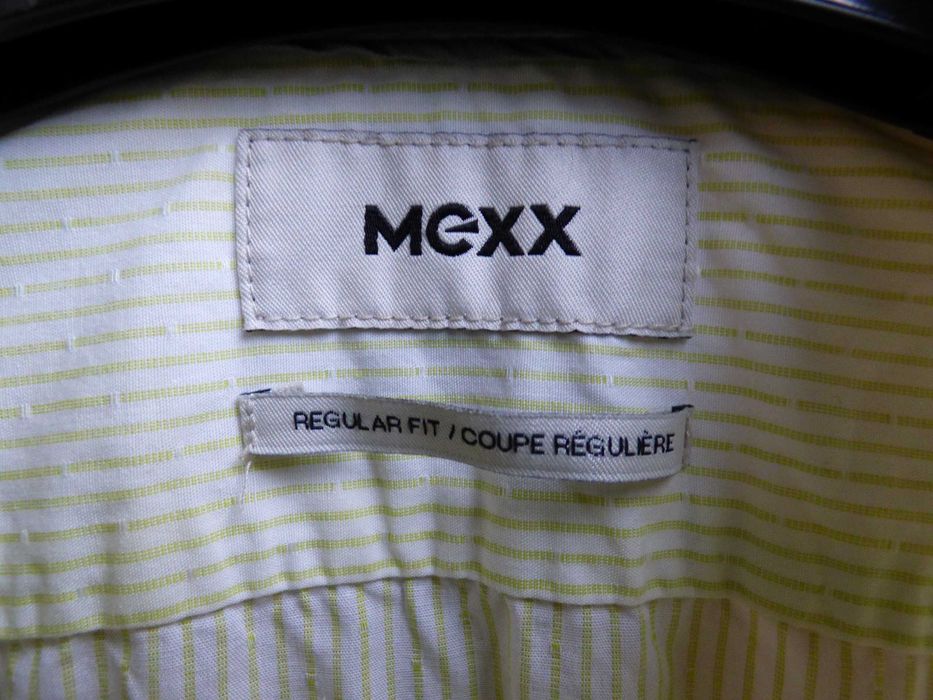 MeXX
REGULAR FIT / COUPE RÉGULIÈRE